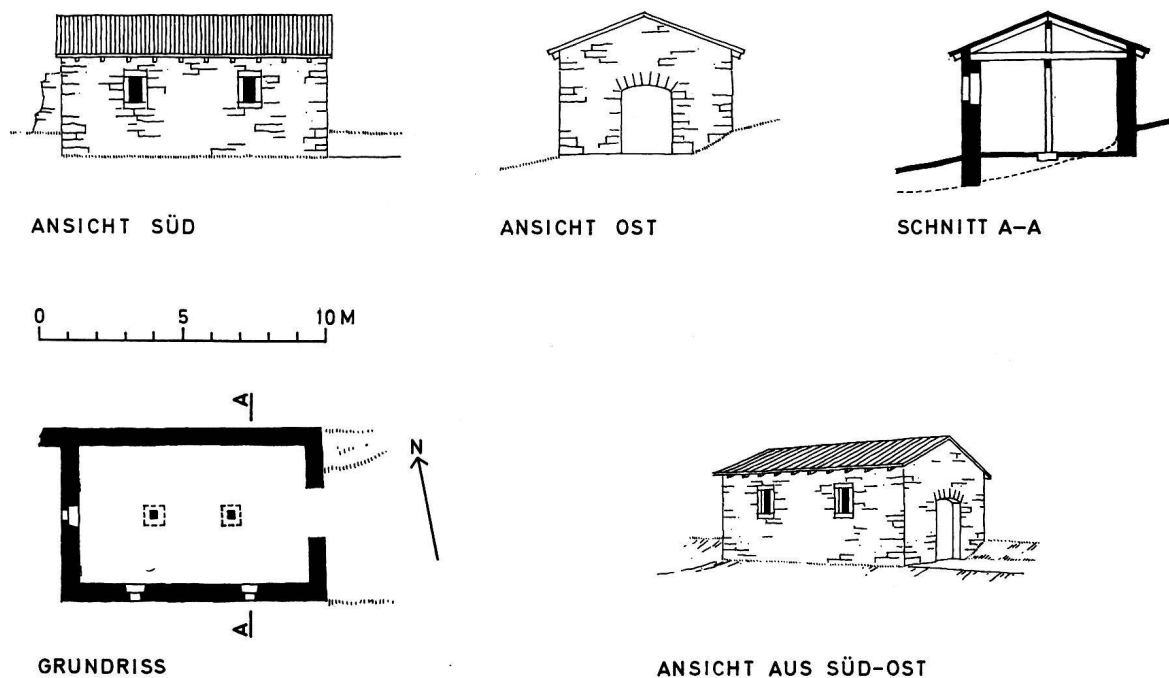 ANSICHT SÜD
ANSICHT OST
SCHNITT A-A
0 5 10 M
A
N
A
GRUNDRISS
ANSICHT AUS SÜD-OST